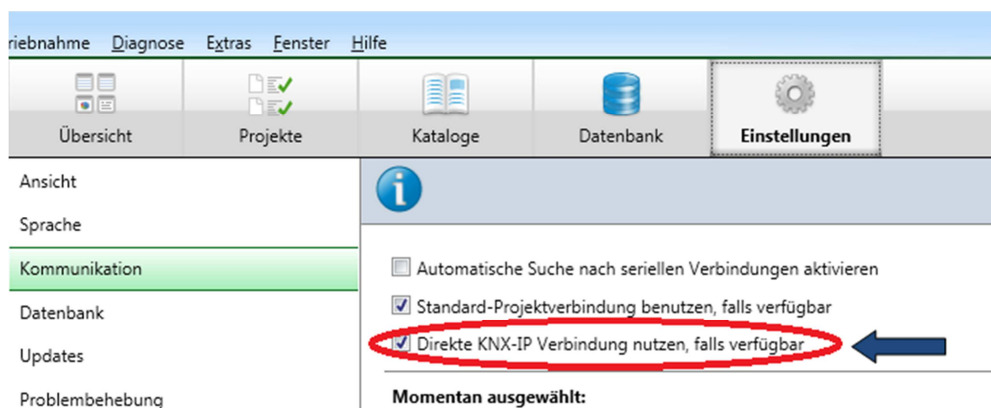 riebnahme Diagnose Extras Fenster Hilfe
Übersicht Projekte Kataloge Datenbank Einstellungen
Ansicht
Sprache
Kommunikation
Datenbank
Updates
Problembehebung
Automatische Suche nach seriellen Verbindungen aktivieren
Standard-Projektverbindung benutzen, falls verfügbar
Direkte KNX-IP Verbindung nutzen, falls verfügbar
Momentan ausgewählt: